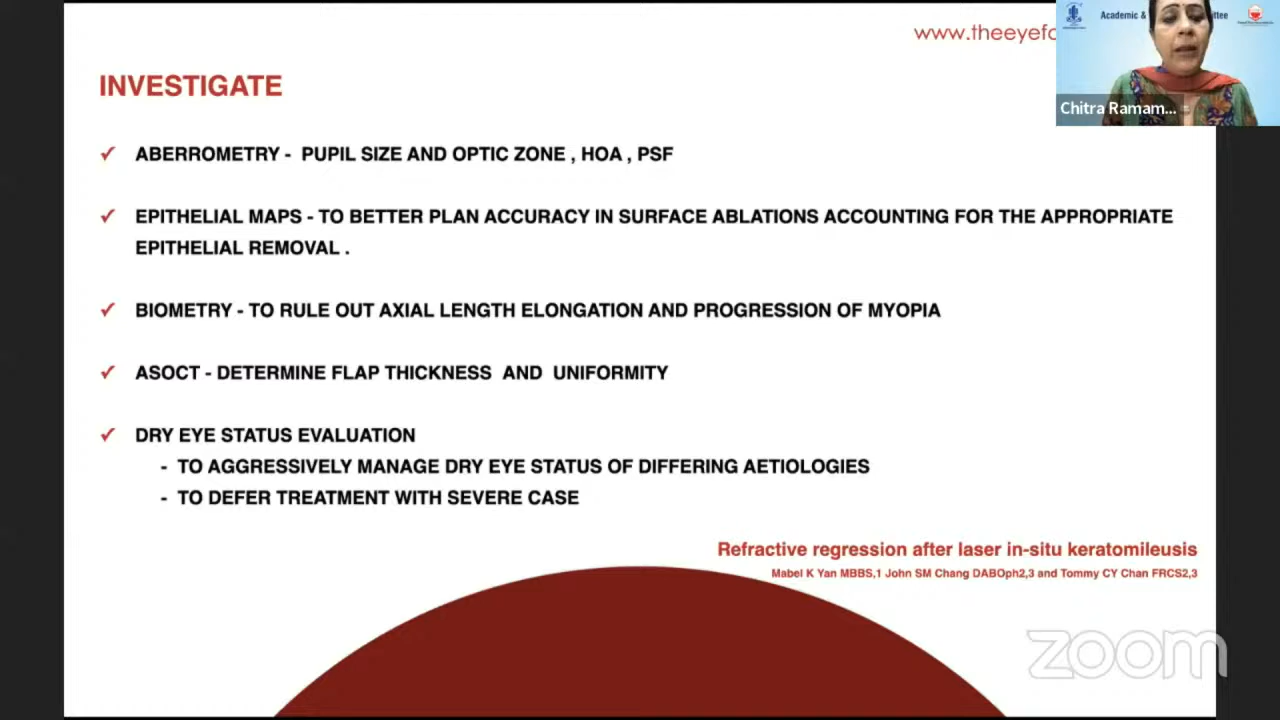 www.theeyefo
Academic &
ttee
Chitra Ramam...
INVESTIGATE
✓ ABERROMETRY - PUPIL SIZE AND OPTIC ZONE , HOA , PSF
✓ EPITHELIAL MAPS - TO BETTER PLAN ACCURACY IN SURFACE ABLATIONS ACCOUNTING FOR THE APPROPRIATE
EPITHELIAL REMOVAL .
✓ BIOMETRY - TO RULE OUT AXIAL LENGTH ELONGATION AND PROGRESSION OF MYOPIA
✓ ASOCT - DETERMINE FLAP THICKNESS AND UNIFORMITY
✓ DRY EYE STATUS EVALUATION
- TO AGGRESSIVELY MANAGE DRY EYE STATUS OF DIFFERING AETIOLOGIES
- TO DEFER TREATMENT WITH SEVERE CASE
Refractive regression after laser in-situ keratomileusis
Mabel K Yan MBBS,1 John SM Chang DABOph2,3 and Tommy CY Chan FRCS2,3
zoom